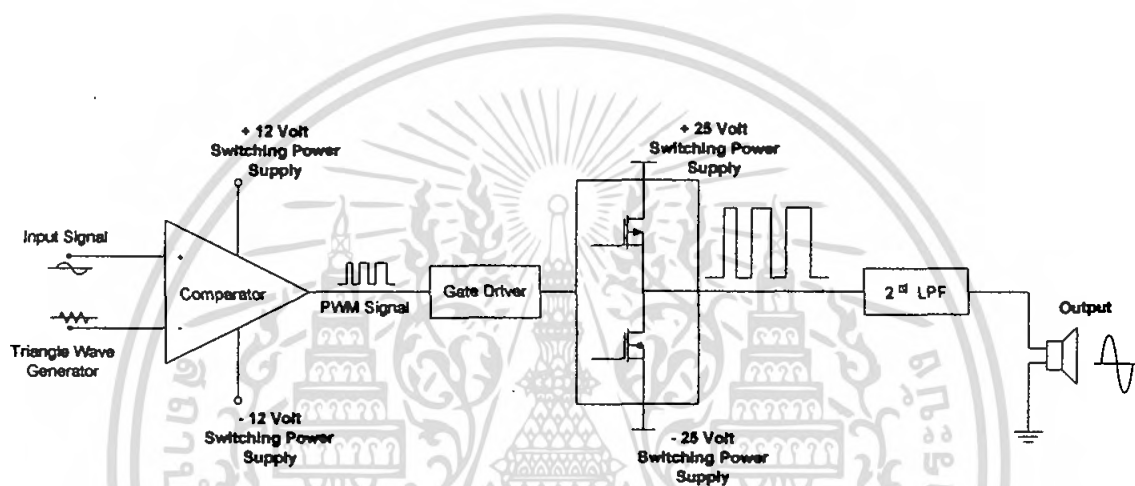 + 12 Volt
Switching Power
Supply
+ 25 Volt
Switching Power
Supply
Input Signal
+
Comparator
-
PWM Signal
Gate Driver
2nd LPF
Output
Triangle Wave
Generator
- 12 Volt
Switching Power
Supply
- 25 Volt
Switching Power
Supply